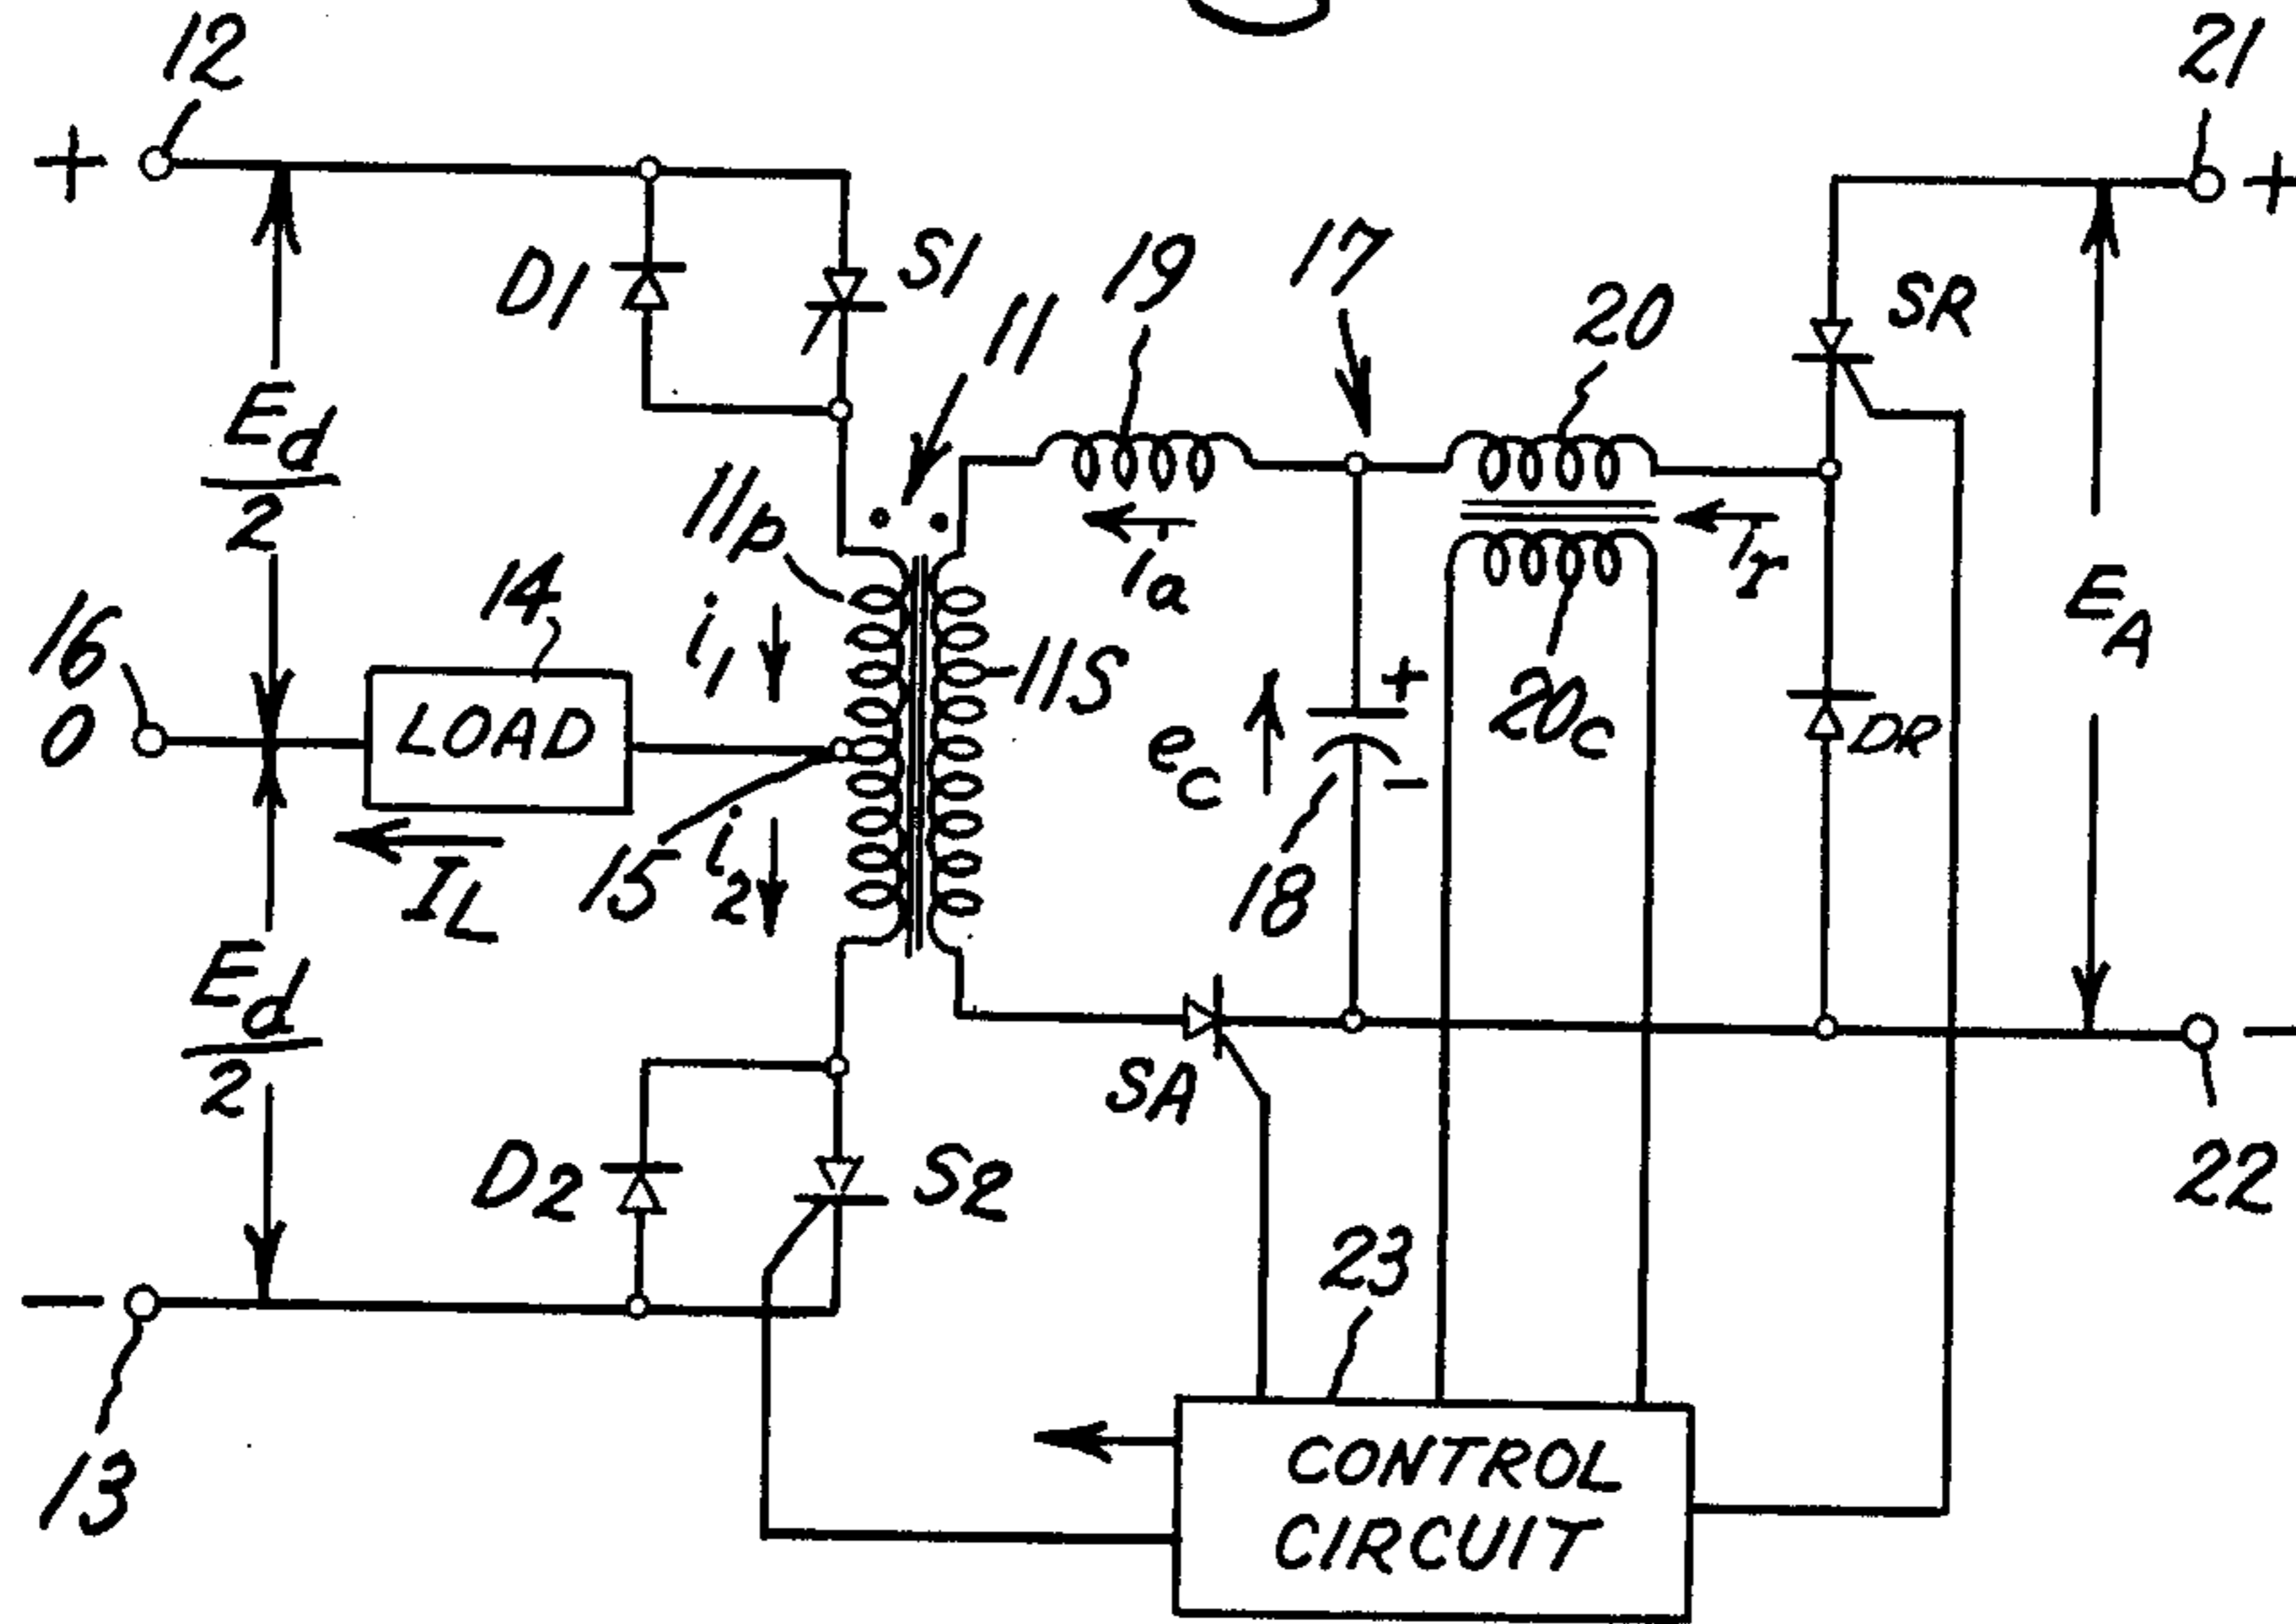 12
21
+
+
D1
S1
11
19
17
20
SR
Ed/2
11p
ia
ir
EA
16
0
14
LOAD
i1
11S
+
ec
20c
DR
−
IL
15
i2
18
Ed/2
SA
−
D2
S2
22
23
−
13
CONTROL
CIRCUIT